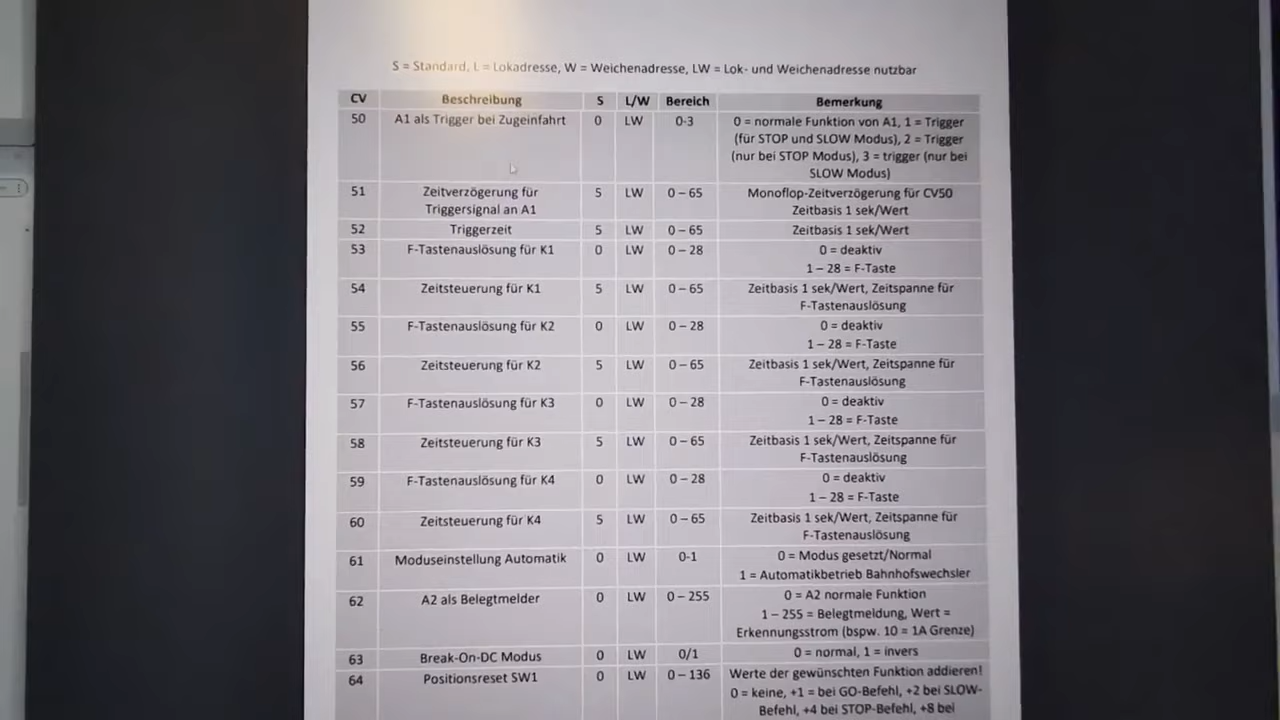 S = Standard, L = Lokadresse, W = Weichenadresse, LW = Lok- und Weichenadresse nutzbar
CV Beschreibung S L/W Bereich Bemerkung
50 A1 als Trigger bei Zugeinfahrt 0 LW 0-3 0 = normale Funktion von A1, 1 = Trigger
(für STOP und SLOW Modus), 2 = Trigger
(nur bei STOP Modus), 3 = trigger (nur bei
SLOW Modus)
51 Zeitverzögerung für 5 LW 0 – 65 Monoflop-Zeitverzögerung für CV50
Triggersignal an A1 Zeitbasis 1 sek/Wert
52 Triggerzeit 5 LW 0 – 65 Zeitbasis 1 sek/Wert
53 F-Tastenauslösung für K1 0 LW 0 – 28 0 = deaktiv
1 – 28 = F-Taste
54 Zeitsteuerung für K1 5 LW 0 – 65 Zeitbasis 1 sek/Wert, Zeitspanne für
F-Tastenauslösung
55 F-Tastenauslösung für K2 0 LW 0 – 28 0 = deaktiv
1 – 28 = F-Taste
56 Zeitsteuerung für K2 5 LW 0 – 65 Zeitbasis 1 sek/Wert, Zeitspanne für
F-Tastenauslösung
57 F-Tastenauslösung für K3 0 LW 0 – 28 0 = deaktiv
1 – 28 = F-Taste
58 Zeitsteuerung für K3 5 LW 0 – 65 Zeitbasis 1 sek/Wert, Zeitspanne für
F-Tastenauslösung
59 F-Tastenauslösung für K4 0 LW 0 – 28 0 = deaktiv
1 – 28 = F-Taste
60 Zeitsteuerung für K4 5 LW 0 – 65 Zeitbasis 1 sek/Wert, Zeitspanne für
F-Tastenauslösung
61 Moduseinstellung Automatik 0 LW 0-1 0 = Modus gesetzt/Normal
1 = Automatikbetrieb Bahnhofswechsler
62 A2 als Belegtmelder 0 LW 0 – 255 0 = A2 normale Funktion
1 – 255 = Belegtmeldung, Wert =
Erkennungsstrom (bspw. 10 = 1A Grenze)
63 Break-On-DC Modus 0 LW 0/1 0 = normal, 1 = invers
64 Positionsreset SW1 0 LW 0 – 136 Werte der gewünschten Funktion addieren!
0 = keine, +1 = bei GO-Befehl, +2 bei SLOW-
Befehl, +4 bei STOP-Befehl, +8 bei